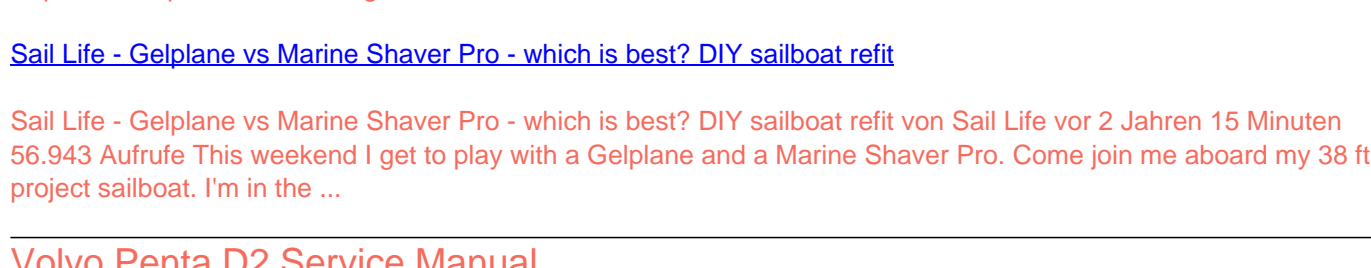 Sail Life - Gelplane vs Marine Shaver Pro - which is best? DIY sailboat refit
Sail Life - Gelplane vs Marine Shaver Pro - which is best? DIY sailboat refit von Sail Life vor 2 Jahren 15 Minuten
56.943 Aufrufe This weekend I get to play with a Gelplane and a Marine Shaver Pro. Come join me aboard my 38 ft
project sailboat. I'm in the ...
Volvo Penta D2 Service Manual